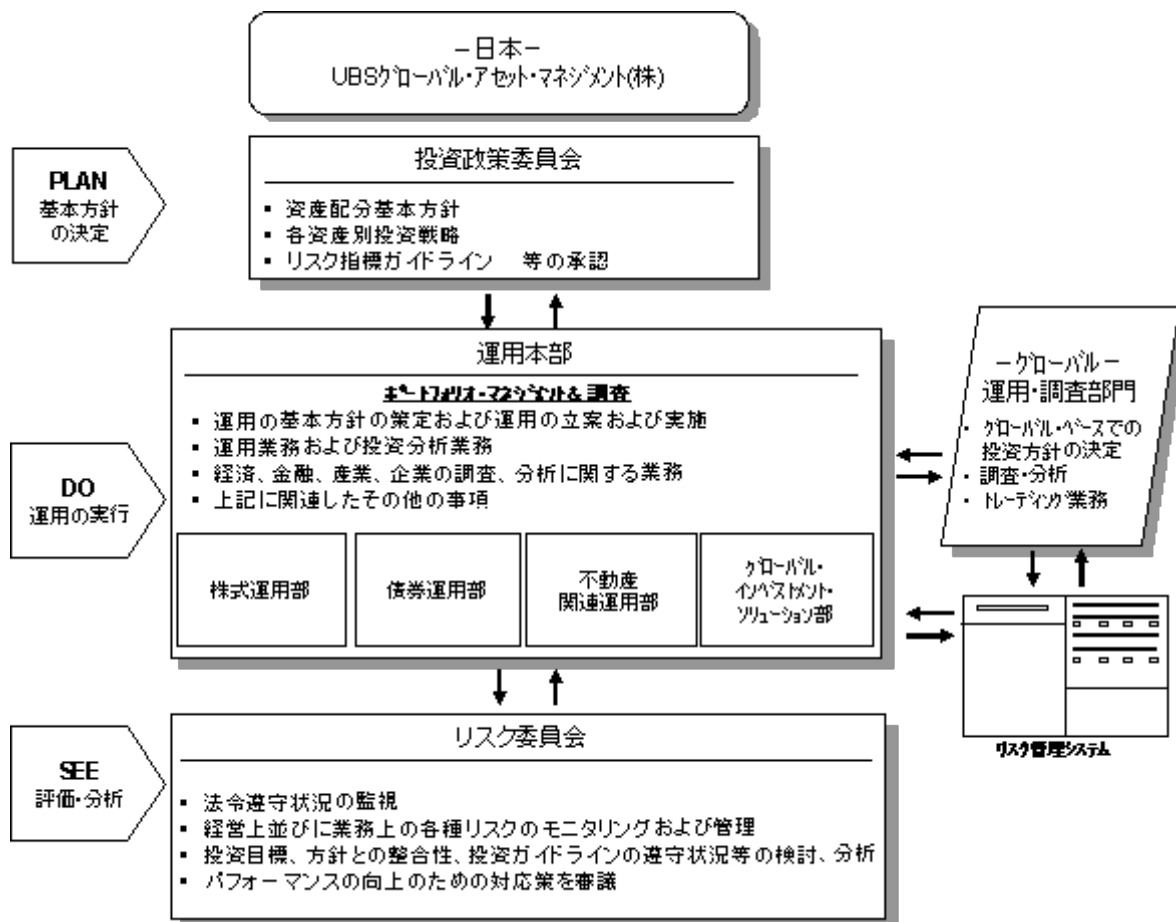 －日本－
UBSｸﾞﾛｰﾊﾞﾙ･アセット･マネジメント(株)
PLAN
基本方針
の決定
投資政策委員会
▪ 資産配分基本方針
▪ 各資産別投資戦略
▪ リスク指標ガイドライン 等の承認
DO
運用の実行
運用本部
ﾎﾟｰﾄﾌｫﾘｵ･ﾏﾈｼﾞﾒﾝﾄ& 調査
▪ 運用の基本方針の策定および運用の立案および実施
▪ 運用業務および投資分析業務
▪ 経済、金融、産業、企業の調査、分析に関する業務
▪ 上記に関連したその他の事項
株式運用部
債券運用部
不動産
関連運用部
ｸﾞﾛｰﾊﾞﾙ･
ｲﾝﾍﾞｽﾄﾒﾝﾄ･
ｿﾘｭｰｼｮﾝ部
－ｸﾞﾛｰﾊﾞﾙ－
運用･調査部門
▪ ｸﾞﾛｰﾊﾞﾙ･ﾍﾞｰｽでの
投資方針の決定
▪ 調査･分析
▪ ﾄﾚｰﾃﾞｨﾝｸﾞ業務
ﾘｽｸ管理ｼｽﾃﾑ
SEE
評価･分析
リスク委員会
▪ 法令遵守状況の監視
▪ 経営上並びに業務上の各種リスクのモニタリングおよび管理
▪ 投資目標、方針との整合性、投資ガイドラインの遵守状況等の検討、分析
▪ パフォーマンスの向上のための対応策を審議